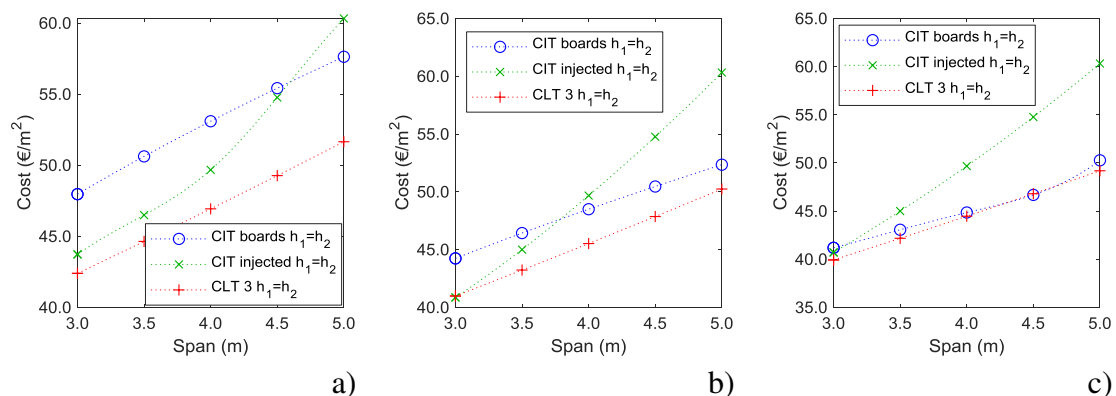 60.0
55.0
50.0
45.0
40.0
Cost (€/m²)
CIT boards h₁=h₂
CIT injected h₁=h₂
CLT 3 h₁=h₂
3.0 3.5 4.0 4.5 5.0
Span (m)
a)
65.0
60.0
55.0
50.0
45.0
40.0
Cost (€/m²)
CIT boards h₁=h₂
CIT injected h₁=h₂
CLT 3 h₁=h₂
3.0 3.5 4.0 4.5 5.0
Span (m)
b)
65.0
60.0
55.0
50.0
45.0
40.0
35.0
Cost (€/m²)
CIT boards h₁=h₂
CIT injected h₁=h₂
CLT 3 h₁=h₂
3.0 3.5 4.0 4.5 5.0
Span (m)
c)